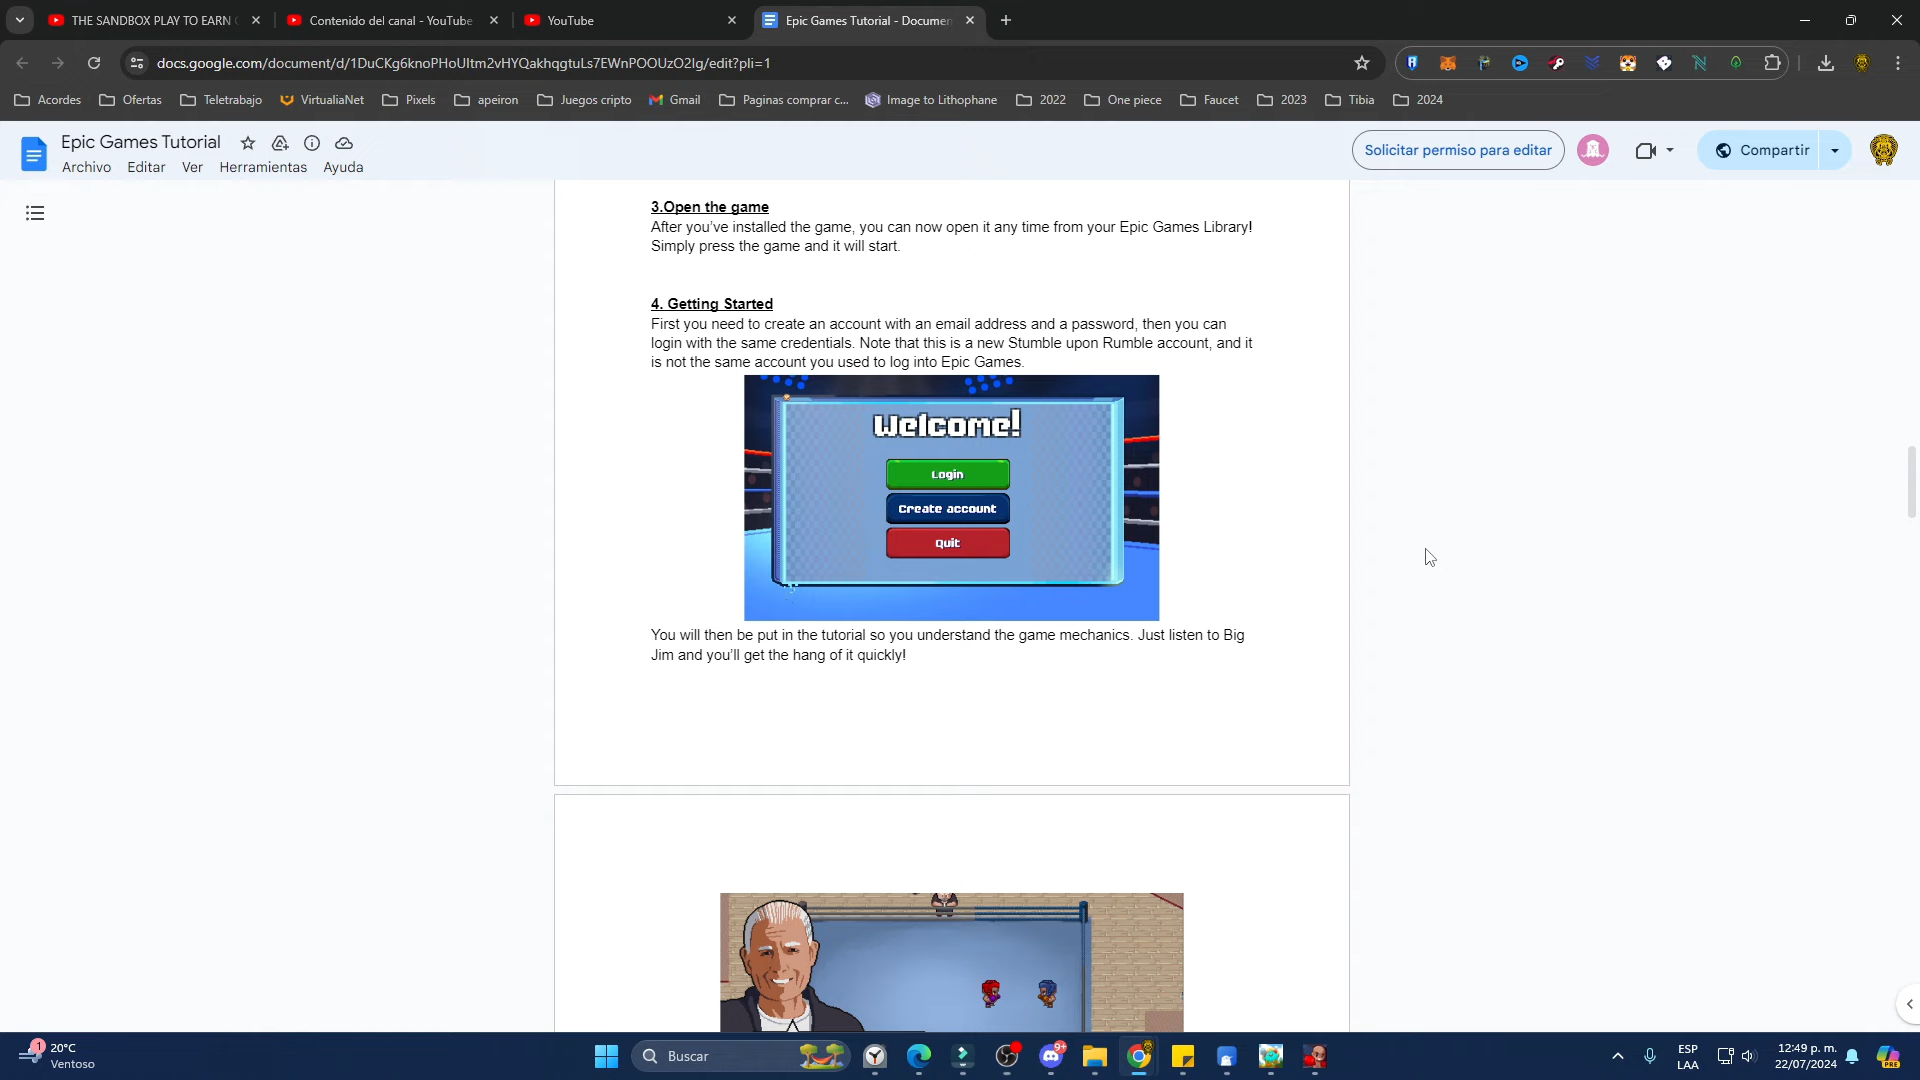 THE SANDBOX PLAY TO EARN
Contenido del canal - YouTube
YouTube
Epic Games Tutorial - Documen
docs.google.com/document/d/1DuCKg6knoPHoUItm2vHYQakhqgtuLs7EWnPOOUzO2Ig/edit?pli=1
Acordes
Ofertas
Teletrabajo
VirtualiaNet
Pixels
apeiron
Juegos cripto
Gmail
Paginas comprar c...
Image to Lithophane
2022
One piece
Faucet
2023
Tibia
2024
Epic Games Tutorial
Archivo
Editar
Ver
Herramientas
Ayuda
Solicitar permiso para editar
Compartir
3.Open the game
After you've installed the game, you can now open it any time from your Epic Games Library!
Simply press the game and it will start.
4. Getting Started
First you need to create an account with an email address and a password, then you can
login with the same credentials. Note that this is a new Stumble upon Rumble account, and it
is not the same account you used to log into Epic Games.
Welcome!
Login
Create account
Quit
You will then be put in the tutorial so you understand the game mechanics. Just listen to Big
Jim and you'll get the hang of it quickly!
1
20°C
Ventoso
Buscar
9+
ESP
LAA
12:49 p. m.
22/07/2024
PRE